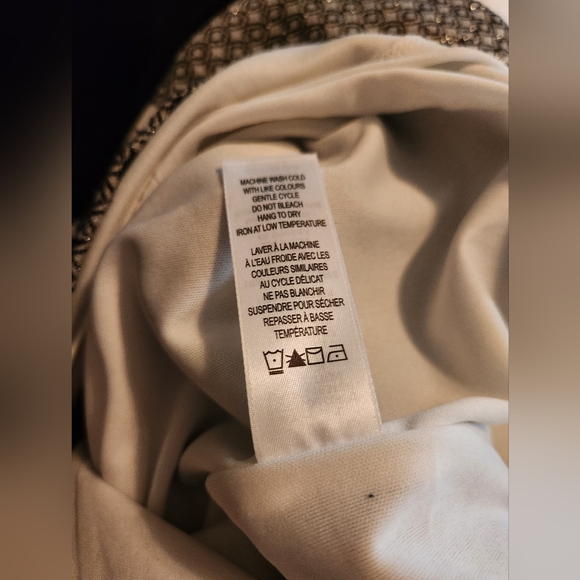 MACHINE WASH COLD
WITH LIKE COLOURS
GENTLE CYCLE
DO NOT BLEACH
HANG TO DRY
IRON AT LOW TEMPERATURE
LAVER À LA MACHINE
À L'EAU FROIDE AVEC LES
COULEURS SIMILAIRES
AU CYCLE DÉLICAT
NE PAS BLANCHIR
SUSPENDRE POUR SÉCHER
REPASSER À BASSE
TEMPÉRATURE